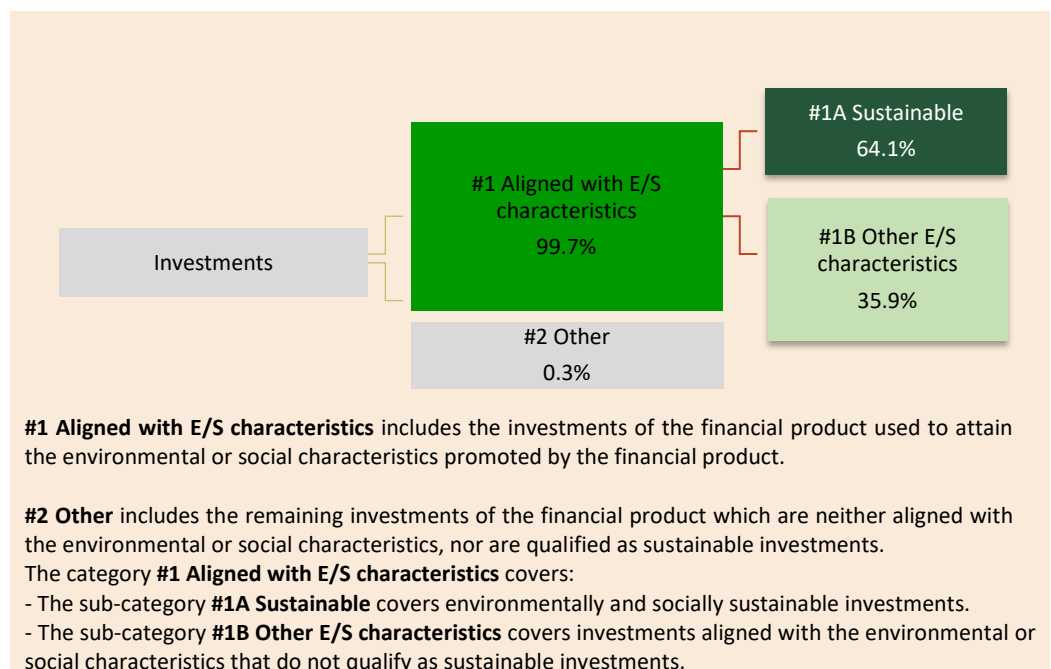 #1A Sustainable
64.1%
#1 Aligned with E/S
characteristics
99.7%
#1B Other E/S
characteristics
35.9%
Investments
#2 Other
0.3%
#1 Aligned with E/S characteristics includes the investments of the financial product used to attain
the environmental or social characteristics promoted by the financial product.
#2 Other includes the remaining investments of the financial product which are neither aligned with
the environmental or social characteristics, nor are qualified as sustainable investments.
The category #1 Aligned with E/S characteristics covers:
- The sub-category #1A Sustainable covers environmentally and socially sustainable investments.
- The sub-category #1B Other E/S characteristics covers investments aligned with the environmental or
social characteristics that do not qualify as sustainable investments.